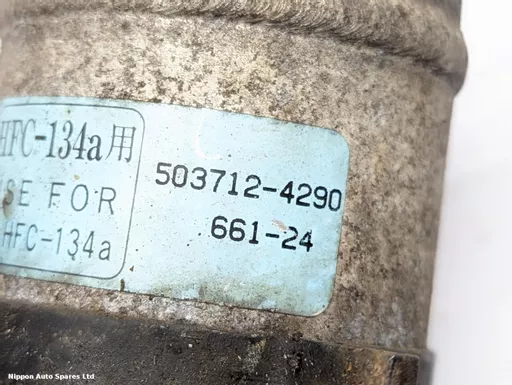 HFC-134a用
SE FOR
HFC-134a
503712-4290
661-24
Nippon Auto Spares Ltd